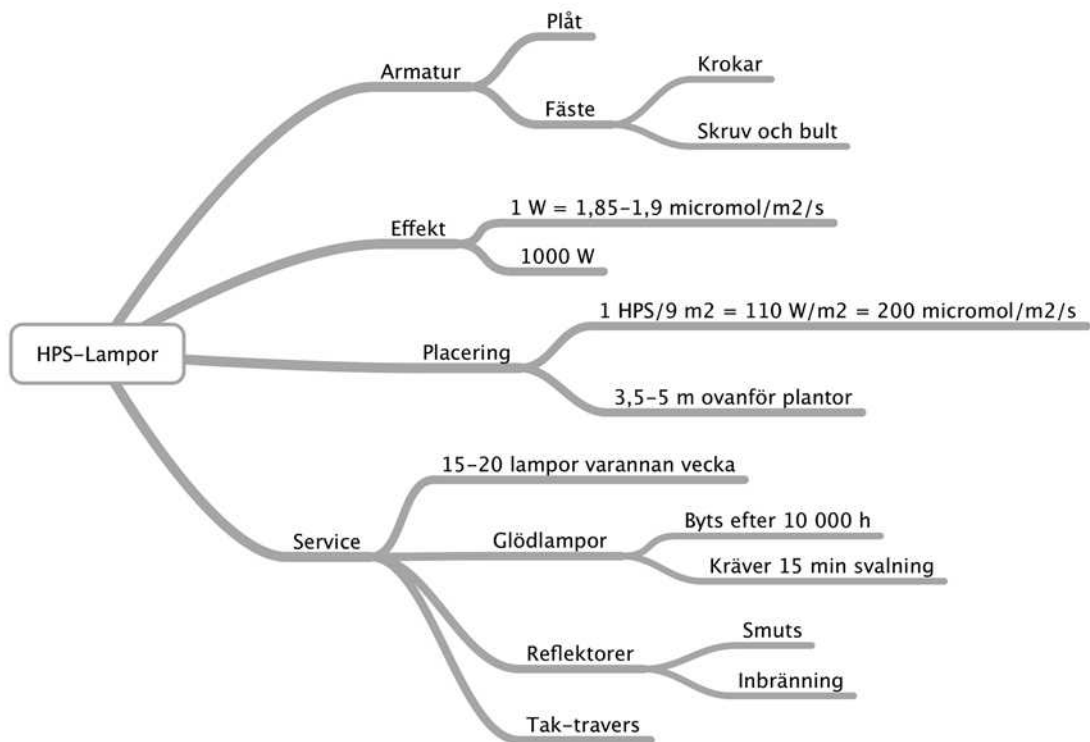 HPS-Lampor
Armatur
Plåt
Fäste
Krokar
Skruv och bult
Effekt
1 W = 1,85-1,9 micromol/m2/s
1000 W
Placering
1 HPS/9 m2 = 110 W/m2 = 200 micromol/m2/s
3,5-5 m ovanför plantor
Service
15-20 lampor varannan vecka
Glödlampor
Byts efter 10 000 h
Kräver 15 min svalning
Reflektorer
Smuts
Inbränning
Tak-travers